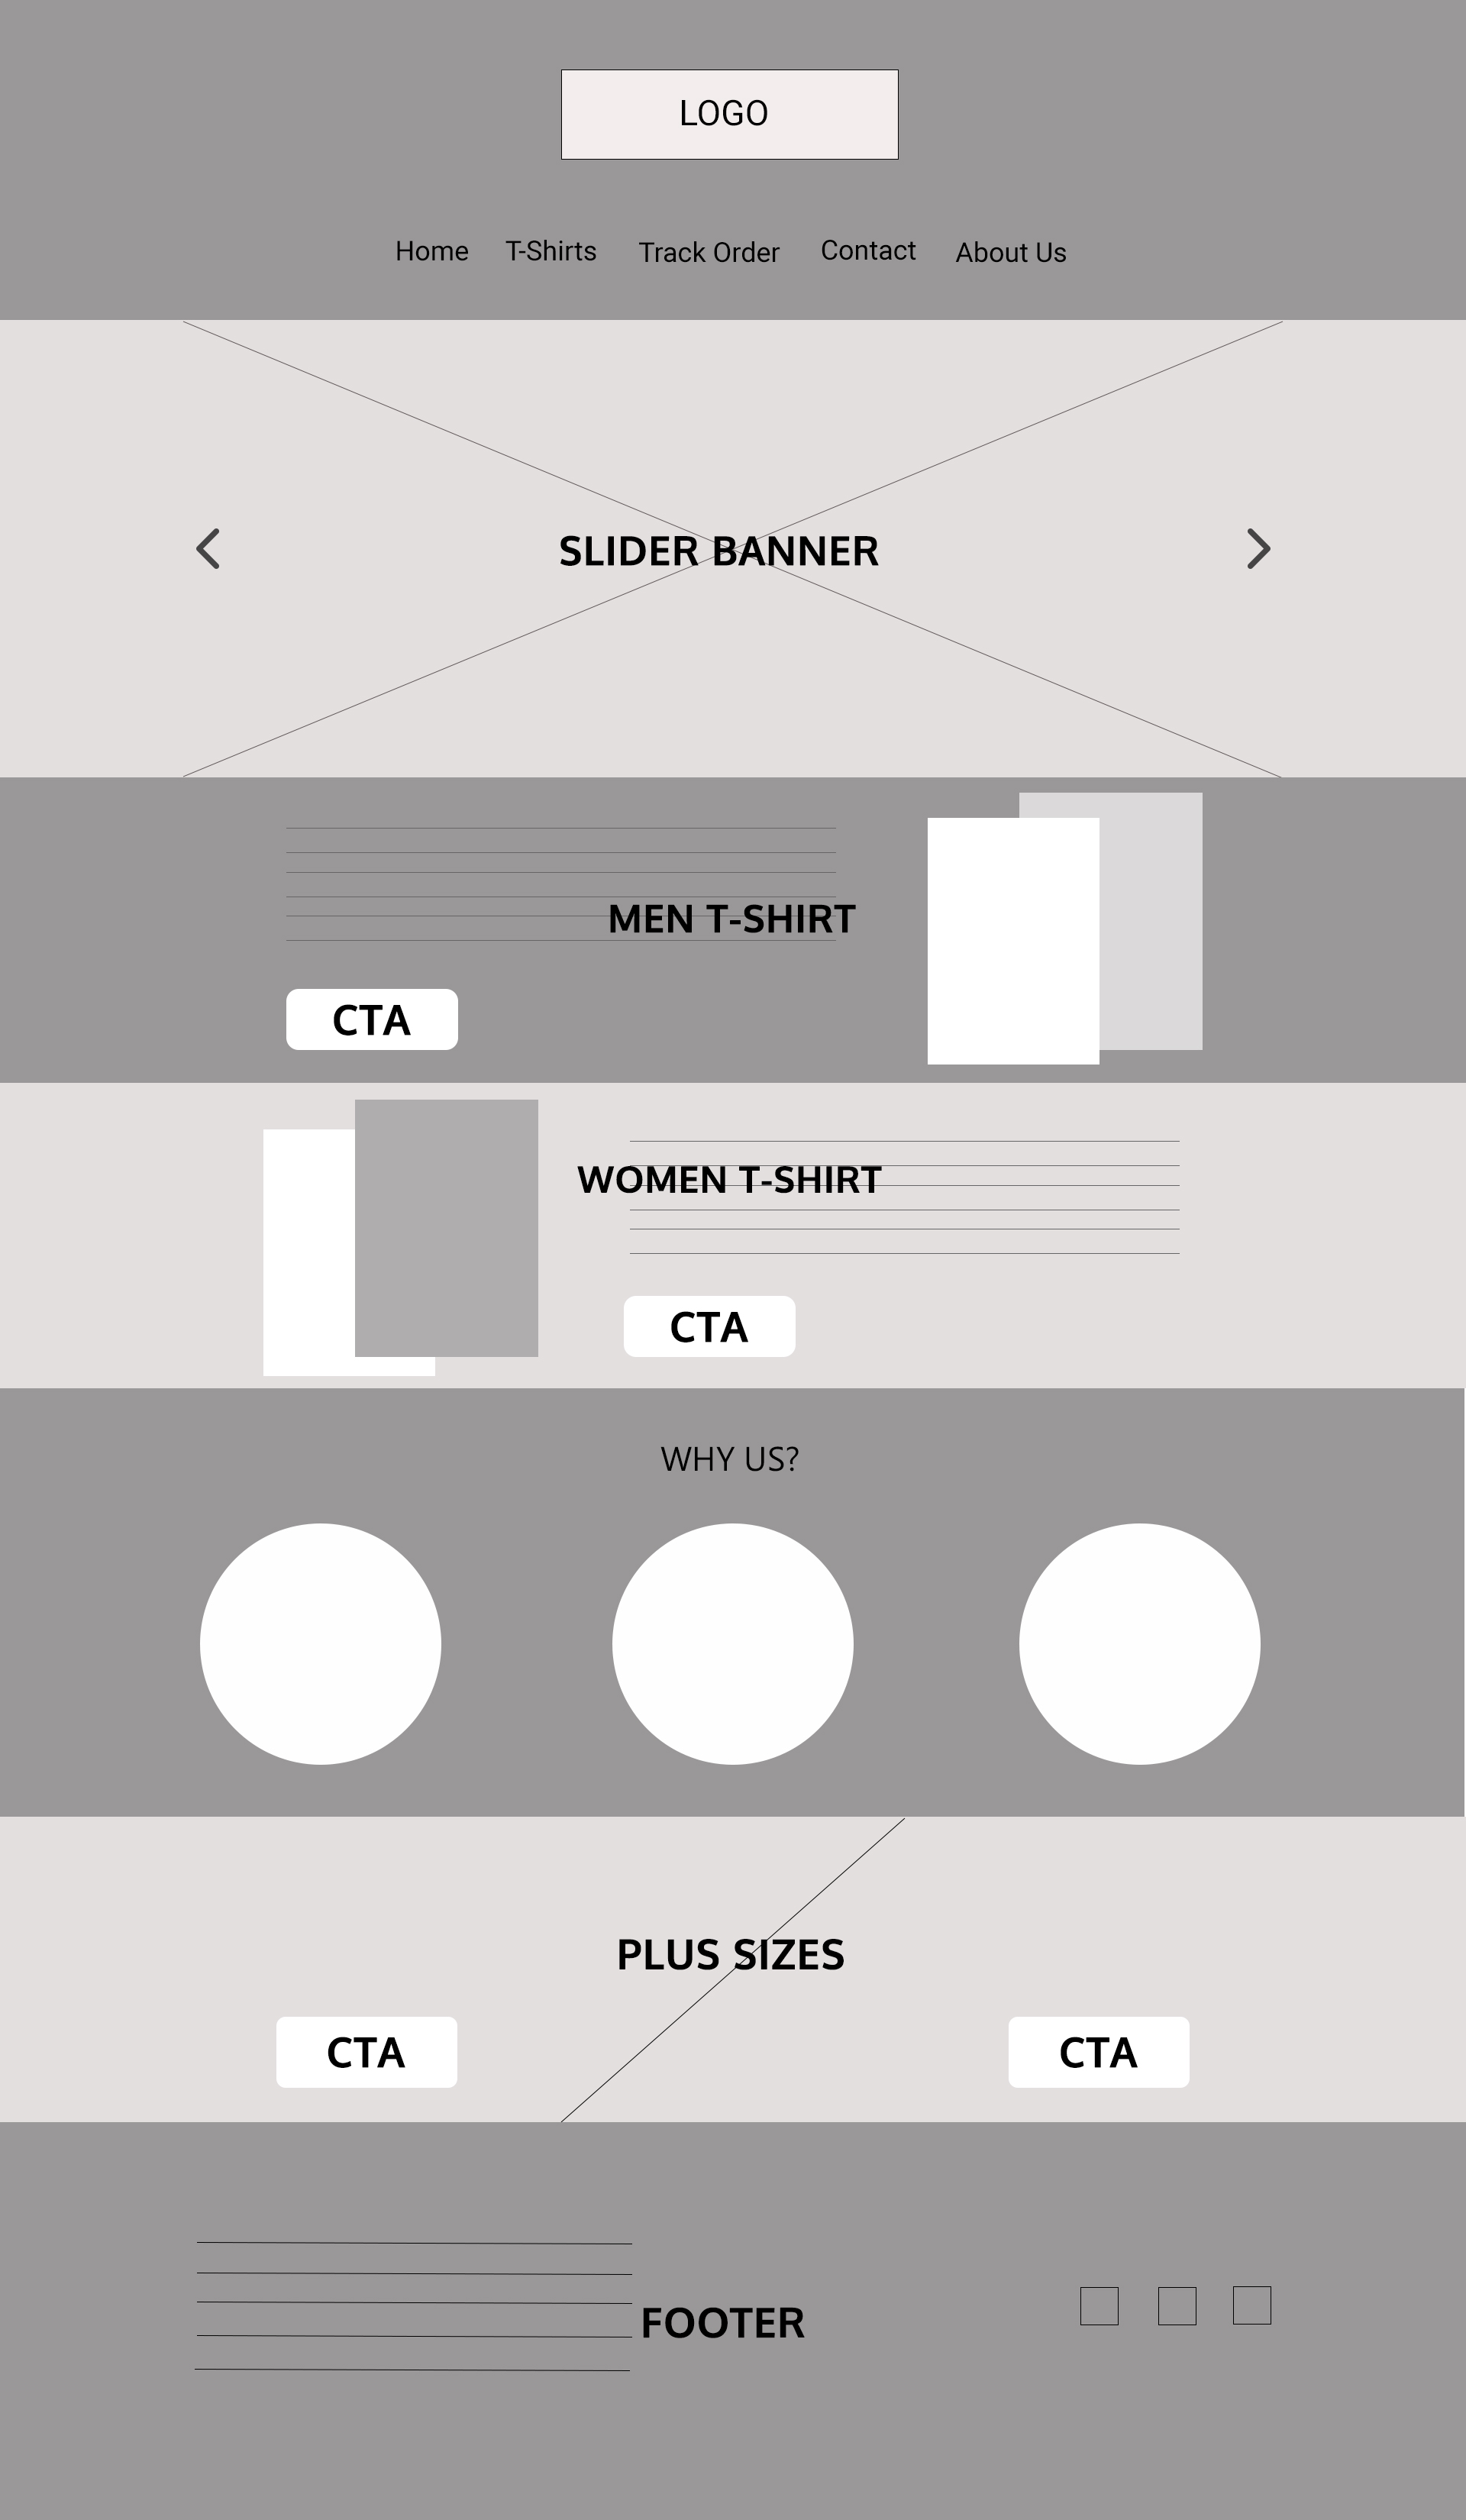 LOGO
Home T-Shirts Track Order Contact About Us
SLIDER BANNER
MEN T-SHIRT
CTA
WOMEN T-SHIRT
CTA
WHY US?
PLUS SIZES
CTA CTA
FOOTER